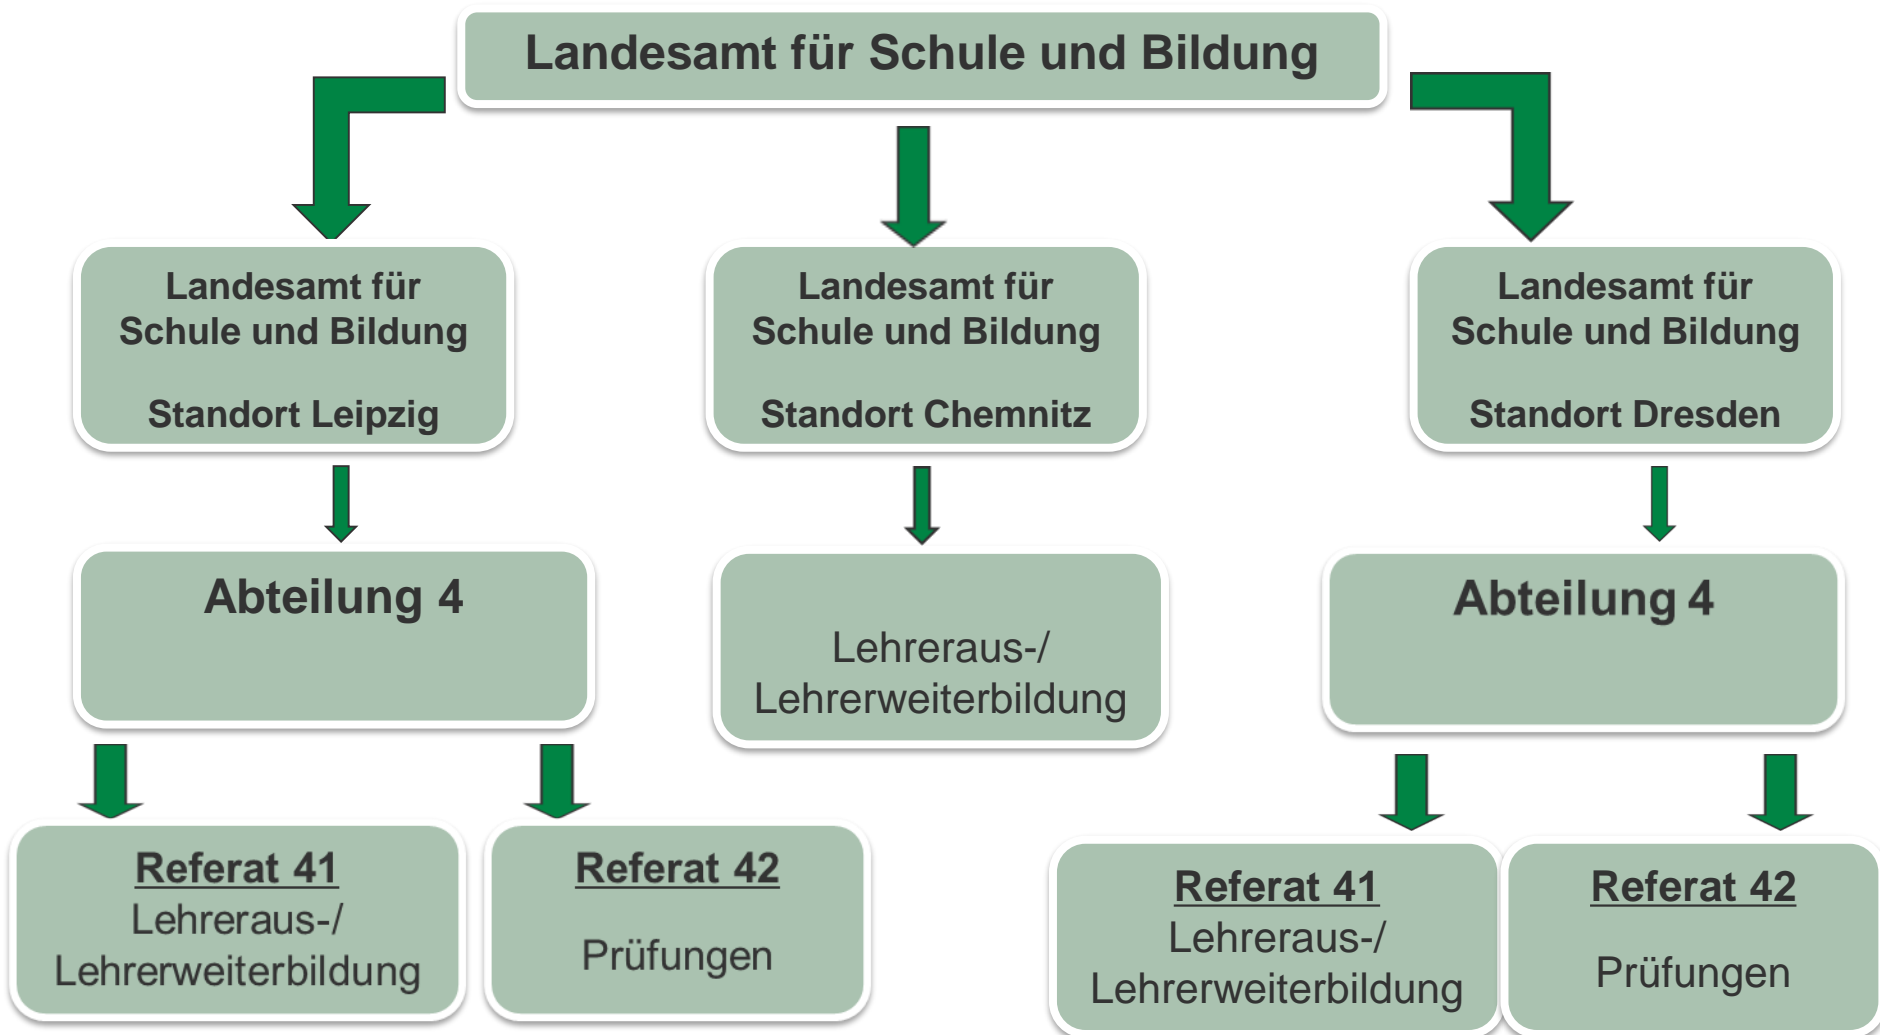 Landesamt für Schule und Bildung
Landesamt für
Schule und Bildung
Standort Leipzig
Landesamt für
Schule und Bildung
Standort Chemnitz
Landesamt für
Schule und Bildung
Standort Dresden
Abteilung 4
Lehreraus-/
Lehrerweiterbildung
Abteilung 4
Referat 41
Lehreraus-/
Lehrerweiterbildung
Referat 42
Prüfungen
Referat 41
Lehreraus-/
Lehrerweiterbildung
Referat 42
Prüfungen